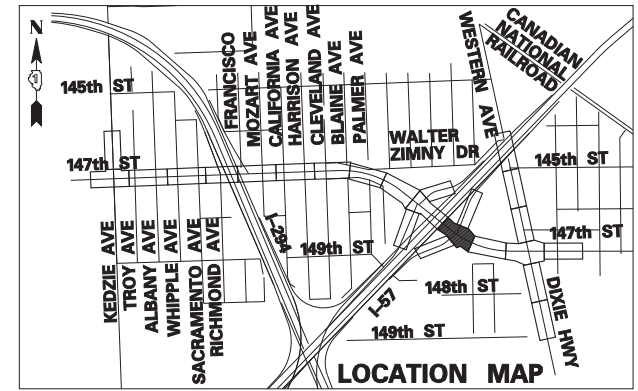 N
CANADIAN
NATIONAL
RAILROAD
WESTERN AVE
FRANCISCO
MOZART AVE
CALIFORNIA AVE
HARRISON AVE
CLEVELAND AVE
BLAINE AVE
PALMER AVE
145th ST
WALTER
ZIMNY DR
147th ST
145th ST
KEDZIE AVE
TROY AVE
ALBANY AVE
WHIPPLE AVE
SACRAMENTO AVE
RICHMOND AVE
I-294
149th ST
147th ST
I-57
148th ST
DIXIE HWY
149th ST
LOCATION MAP